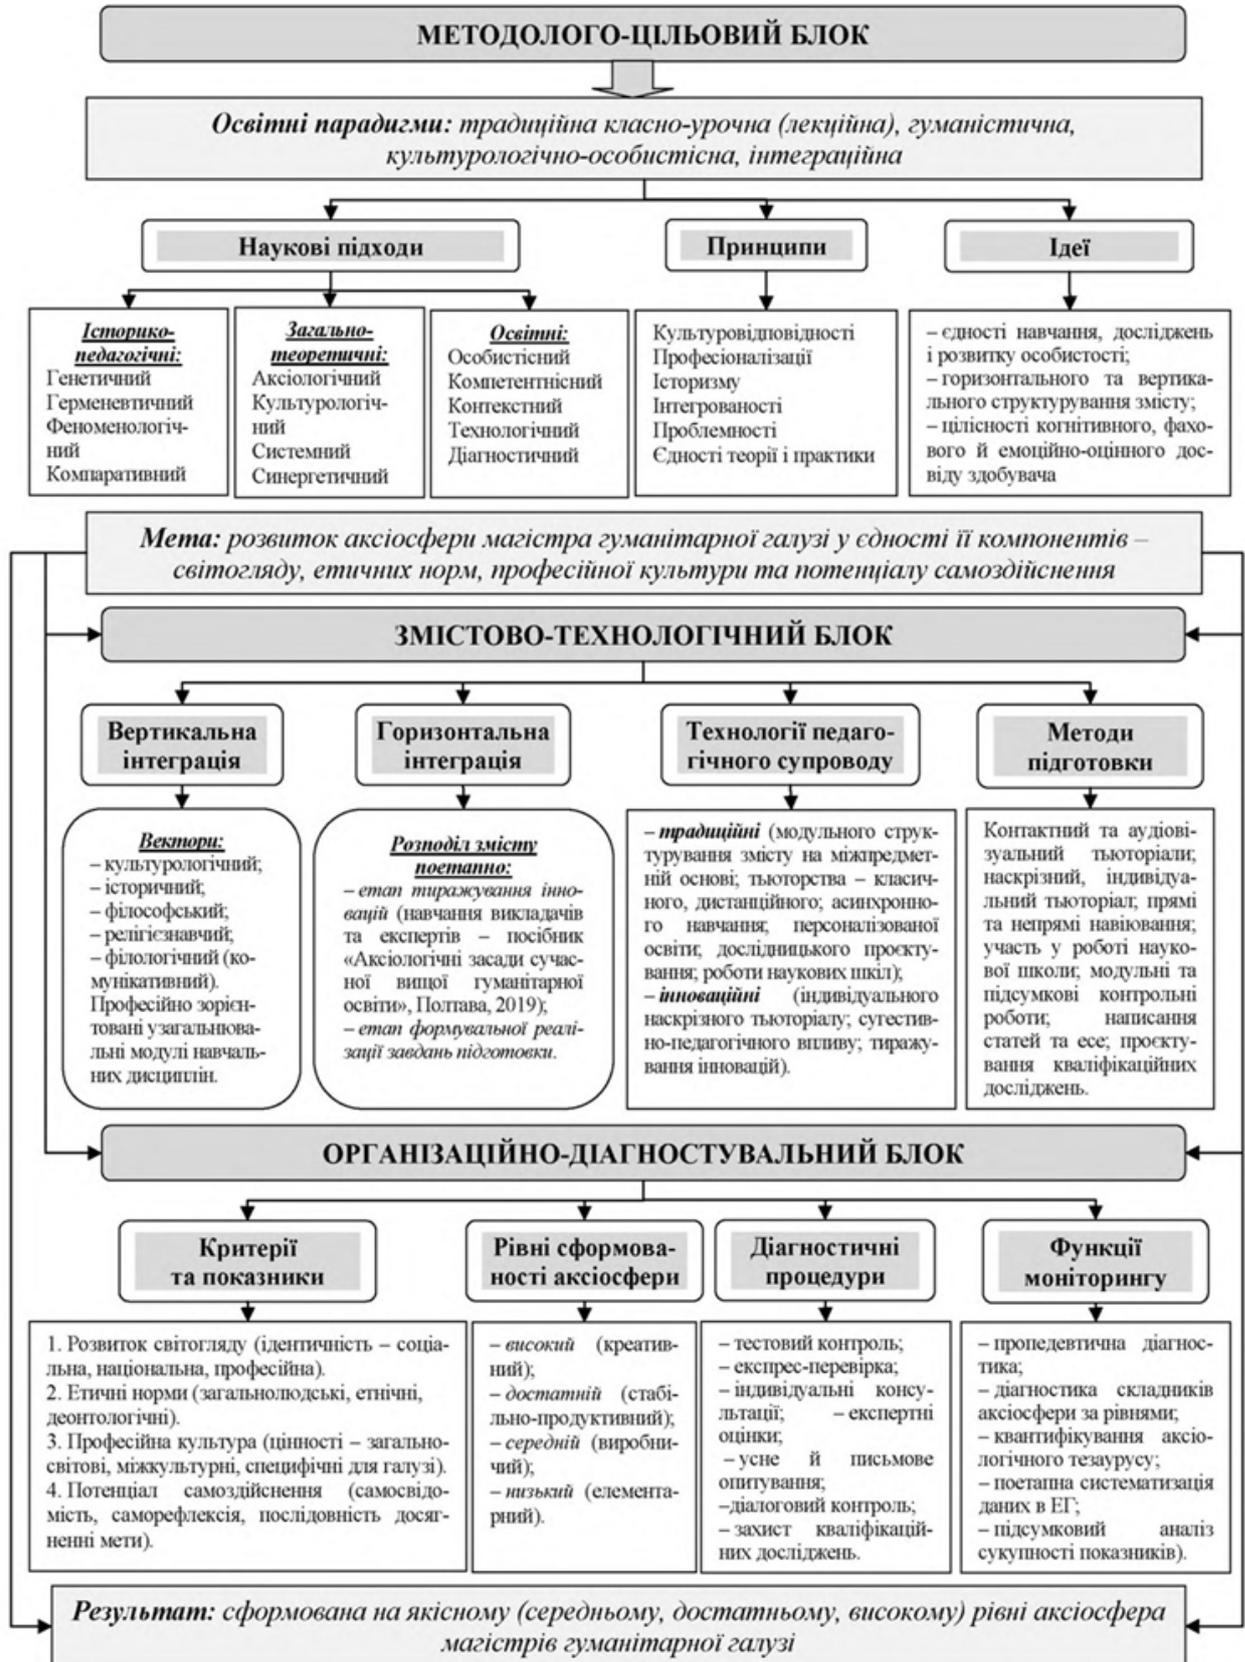 МЕТОДОЛОГО-ЦІЛЬОВИЙ БЛОК
Освітні парадигми: традиційна класно-урочна (лекційна), гуманістична,
культурологічно-особистісна, інтеграційна
Наукові підходи
Принципи
Ідеї
Історико-
педагогічні:
Генетичний
Герменевтичний
Феноменологіч-
ний
Компаративний
Загально-
теоретичні:
Аксіологічний
Культурологіч-
ний
Системний
Синергетичний
Освітні:
Особистісний
Компетентнісний
Контекстний
Технологічний
Діагностичний
Культуровідповідності
Професіоналізації
Історизму
Інтегрованості
Проблемності
Єдності теорії і практики
– єдності навчання, досліджень
і розвитку особистості;
– горизонтального та вертика-
льного структурування змісту;
– цілісності когнітивного, фахо-
вого й емоційно-оцінного дос-
віду здобувача
Мета: розвиток аксіосфери магістра гуманітарної галузі у єдності її компонентів –
світогляду, етичних норм, професійної культури та потенціалу самоздійснення
ЗМІСТОВО-ТЕХНОЛОГІЧНИЙ БЛОК
Вертикальна
інтеграція
Горизонтальна
інтеграція
Технології педаго-
гічного супроводу
Методи
підготовки
Вектори:
– культурологічний;
– історичний;
– філософський;
– релігієзнавчий;
– філологічний (ко-
мунікативний).
Професійно зорієн-
товані узагальнюва-
льні модулі навчаль-
них дисциплін.
Розподіл змісту
поетапно:
– етап тиражування інно-
вацій (навчання викладачів
та експертів – посібник
«Аксіологічні засади сучас-
ної вищої гуманітарної
освіти», Полтава, 2019);
– етап формувальної реалі-
зації завдань підготовки.
– традиційні (модульного струк-
турування змісту на міжпредмет-
ній основі; тьюторства – класич-
ного, дистанційного; асинхронно-
го навчання; персоналізованої
освіти; дослідницького проєкту-
вання; роботи наукових шкіл);
– інноваційні (індивідуального
наскрізного тьюторіалу; сугестив-
но-педагогічного впливу; тиражу-
вання інновацій).
Контактний та аудіові-
зуальний тьюторіали;
наскрізний, індивідуа-
льний тьюторіал; прямі
та непрямі навіювання;
участь у роботі науко-
вої школи; модульні та
підсумкові контрольні
роботи; написання
статей та есе; проєкту-
вання кваліфікаційних
досліджень.
ОРГАНІЗАЦІЙНО-ДІАГНОСТУВАЛЬНИЙ БЛОК
Критерії
та показники
Рівні сформова-
ності аксіосфери
Діагностичні
процедури
Функції
моніторингу
1. Розвиток світогляду (ідентичність – соціа-
льна, національна, професійна).
2. Етичні норми (загальнолюдські, етнічні,
деонтологічні).
3. Професійна культура (цінності – загально-
світові, міжкультурні, специфічні для галузі).
4. Потенціал самоздійснення (самосвідо-
мість, саморефлексія, послідовність досяг-
ненні мети).
– високий (креатив-
ний);
– достатній (стабі-
льно-продуктивний);
– середній (виробни-
чий);
– низький (елемента-
рний).
– тестовий контроль;
– експрес-перевірка;
– індивідуальні консу-
льтації; – експертні
оцінки;
– усне й письмове
опитування;
–діалоговий контроль;
– захист кваліфікацій-
них досліджень.
– пропедевтична діагнос-
тика;
– діагностика складників
аксіосфери за рівнями;
– квантифікування аксіо-
логічного тезаурусу;
– поетапна систематизація
даних в ЕГ;
– підсумковий аналіз
сукупності показників).
Результат: сформована на якісному (середньому, достатньому, високому) рівні аксіосфера
магістрів гуманітарної галузі